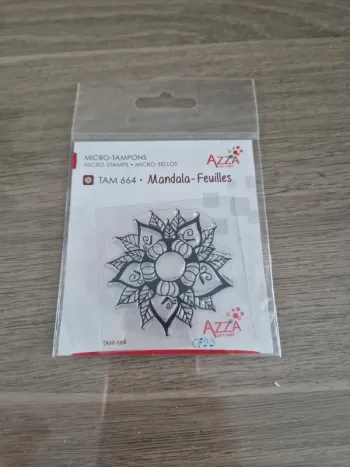 MICRO-TAMPONS
MICRO-STAMPS • MICRO-SELLOS
TAM 664 • Mandala-Feuilles
AZZA
AZZA
TAM 664